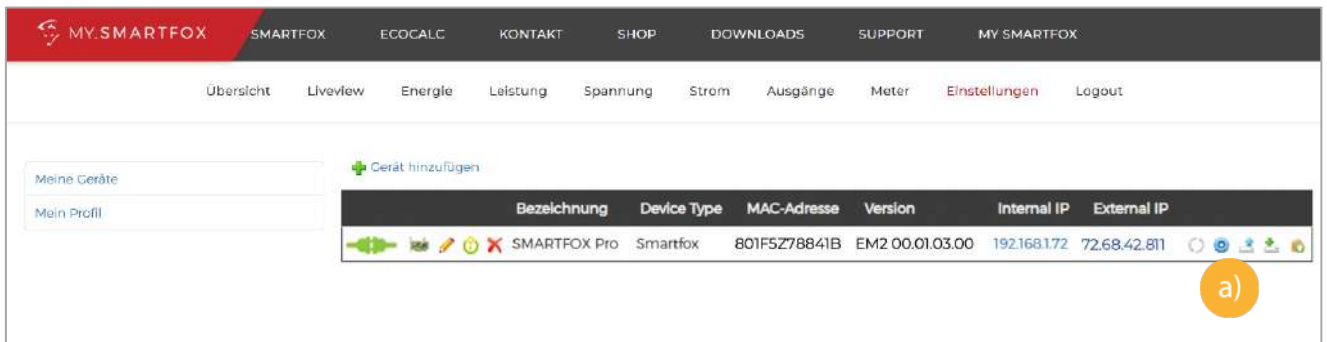 MY.SMARTFOX SMARTFOX ECOCALC KONTAKT SHOP DOWNLOADS SUPPORT MY SMARTFOX
Übersicht Liveview Energie Leistung Spannung Strom Ausgänge Meter Einstellungen Logout
Gerät hinzufügen
Meine Geräte
Mein Profil
Bezeichnung Device Type MAC-Adresse Version Internal IP External IP
SMARTFOX Pro Smartfox 801F5Z78841B EM2 00.01.03.00 192.168.1.72 72.68.42.811
a)